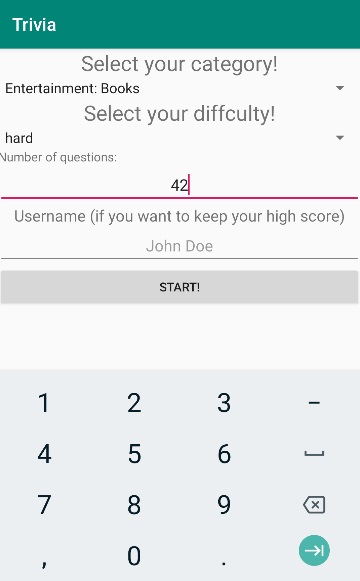 Trivia
Select your category!
Entertainment: Books
Select your diffculty!
hard
Number of questions:
42
Username (if you want to keep your high score)
John Doe
START!
1 2 3 -
4 5 6
7 8 9
, 0 .